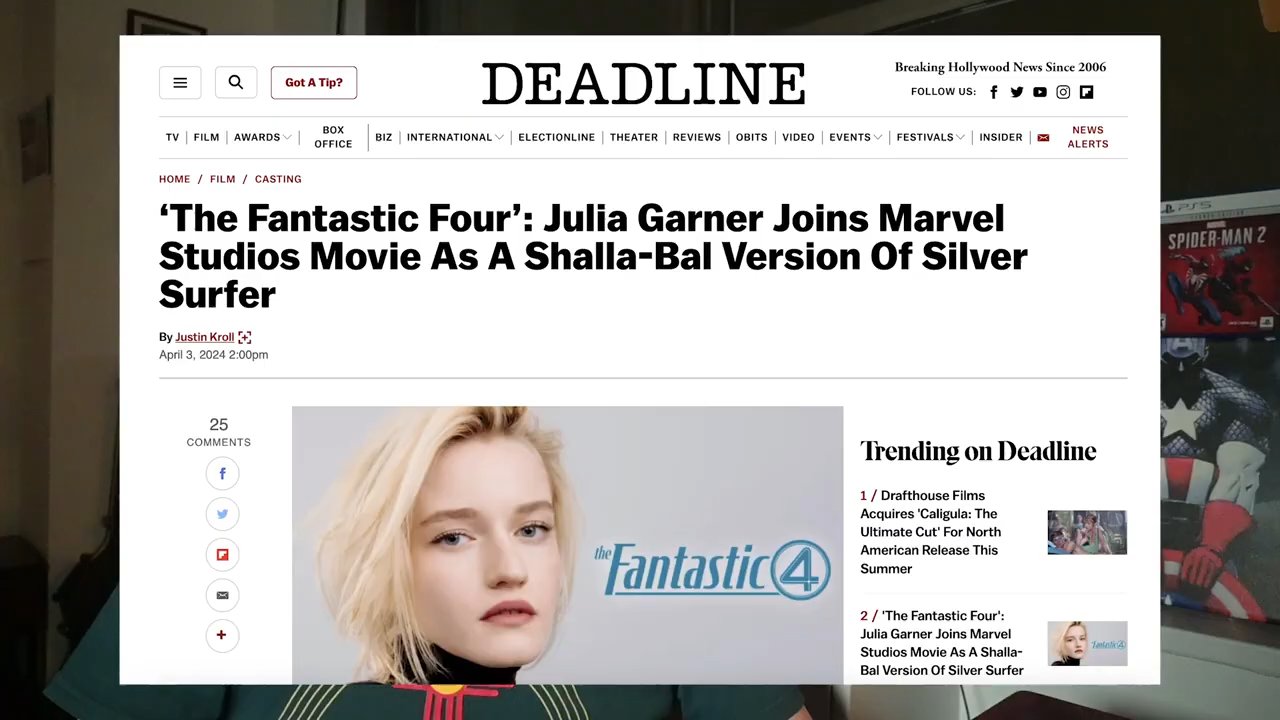 Got A Tip?
DEADLINE
Breaking Hollywood News Since 2006
FOLLOW US:
TV | FILM | AWARDS | BOX OFFICE | BIZ | INTERNATIONAL | ELECTIONLINE | THEATER | REVIEWS | OBITS | VIDEO | EVENTS | FESTIVALS | INSIDER | NEWS ALERTS
HOME / FILM / CASTING
‘The Fantastic Four’: Julia Garner Joins Marvel
Studios Movie As A Shalla-Bal Version Of Silver
Surfer
By Justin Kroll
April 3, 2024 2:00pm
25
COMMENTS
the Fantastic 4
Trending on Deadline
1 / Drafthouse Films
Acquires 'Caligula: The
Ultimate Cut' For North
American Release This
Summer
2 / 'The Fantastic Four':
Julia Garner Joins Marvel
Studios Movie As A Shalla-
Bal Version Of Silver Surfer
Fantastic 4
PS5
MARVEL
SPIDER-MAN 2